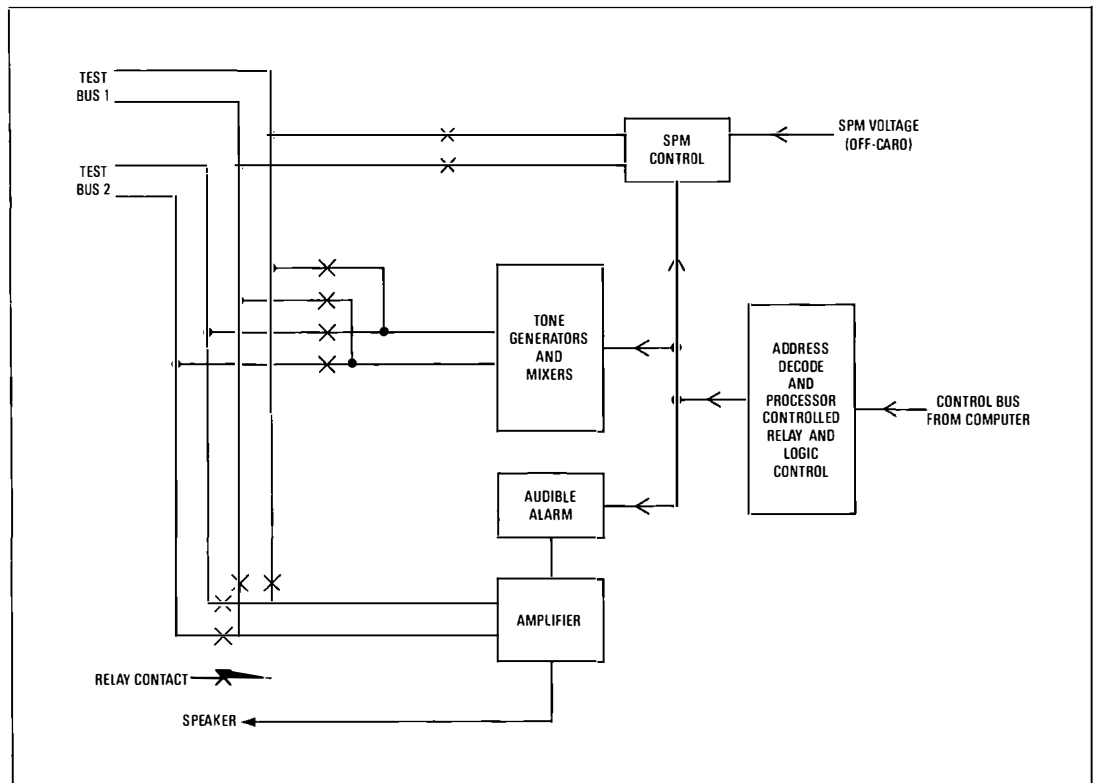 TEST
BUS 1
TEST
BUS 2
SPM
CONTROL
SPM VOLTAGE
(OFF-CARO)
TONE
GENERATORS
AND
MIXERS
ADDRESS
DECODE
AND
PROCESSOR
CONTROLLED
RELAY AND
LOGIC
CONTROL
CONTROL BUS
FROM COMPUTER
AUDIBLE
ALARM
AMPLIFIER
RELAY CONTACT
SPEAKER